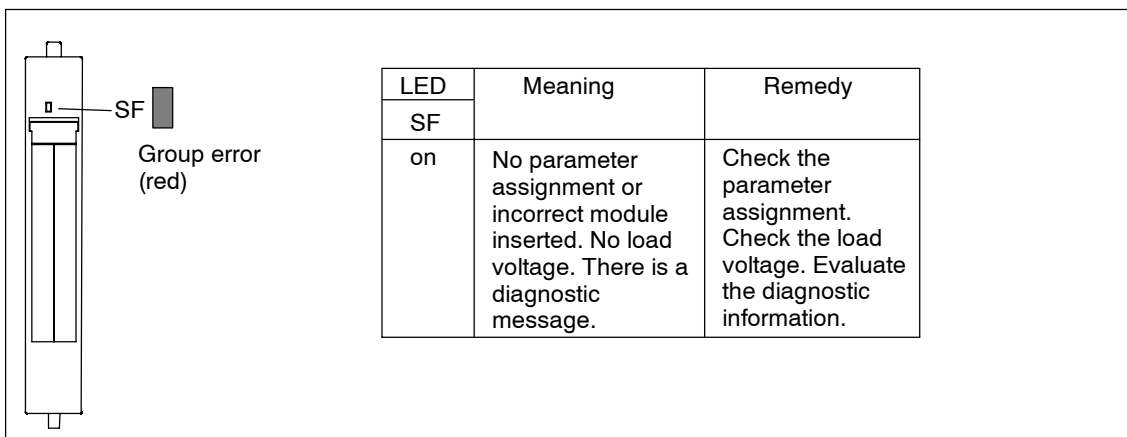 SF
Group error
(red)
LED Meaning Remedy
SF
on No parameter Check the
assignment or parameter
incorrect module assignment.
inserted. No load Check the load
voltage. There is a voltage. Evaluate
diagnostic the diagnostic
message. information.